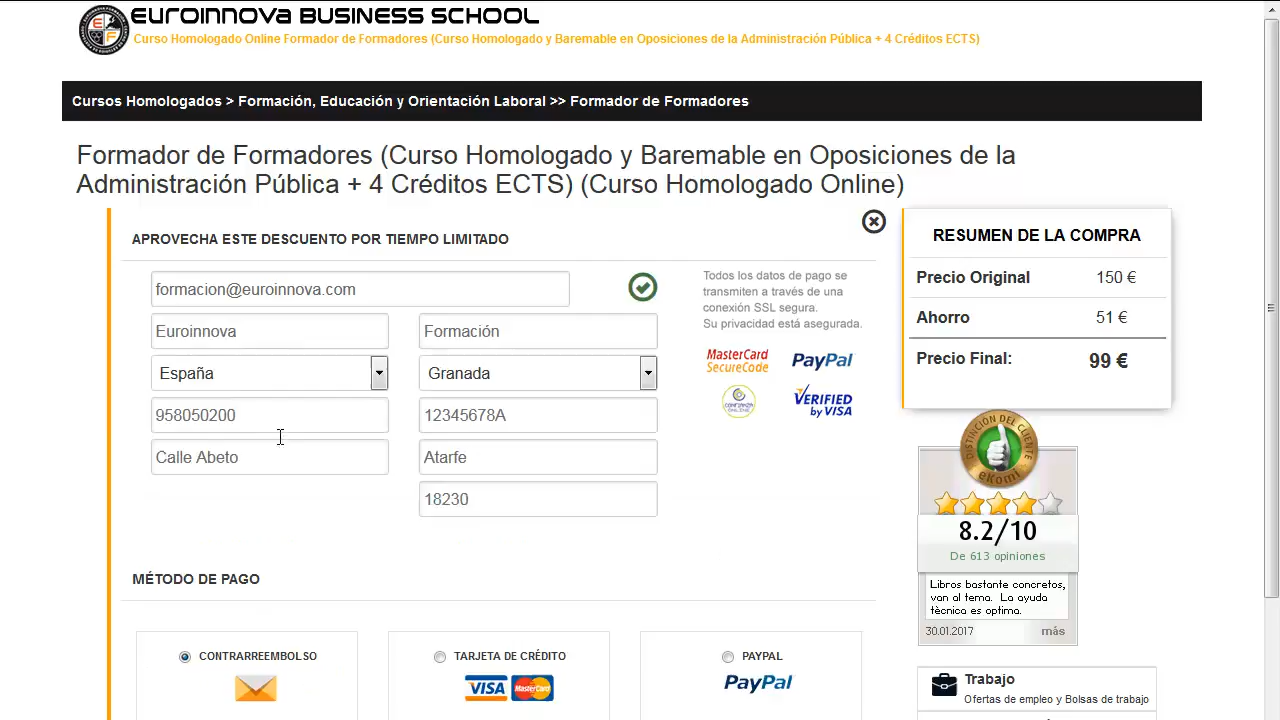 EUROINNOVA BUSINESS SCHOOL
Curso Homologado Online Formador de Formadores (Curso Homologado y Baremable en Oposiciones de la Administración Pública + 4 Créditos ECTS)
Cursos Homologados > Formación, Educación y Orientación Laboral >> Formador de Formadores
Formador de Formadores (Curso Homologado y Baremable en Oposiciones de la
Administración Pública + 4 Créditos ECTS) (Curso Homologado Online)
APROVECHA ESTE DESCUENTO POR TIEMPO LIMITADO
formacion@euroinnova.com
Euroinnova Formación
España Granada
958050200 12345678A
Calle Abeto Atarfe
18230
Todos los datos de pago se
transmiten a través de una
conexión SSL segura.
Su privacidad está asegurada.
MasterCard PayPal
SecureCode
CONFIANZA ONLINE VERIFIED
by VISA
RESUMEN DE LA COMPRA
Precio Original 150 €
Ahorro 51 €
Precio Final: 99 €
DISTINCIÓN DEL CLIENTE
eKomi
8.2/10
De 613 opiniones
Libros bastante concretos,
van al tema. La ayuda
tècnica es optima.
30.01.2017 más
Trabajo
Ofertas de empleo y Bolsas de trabajo
MÉTODO DE PAGO
CONTRARREEMBOLSO TARJETA DE CRÉDITO PAYPAL
VISA MasterCard PayPal